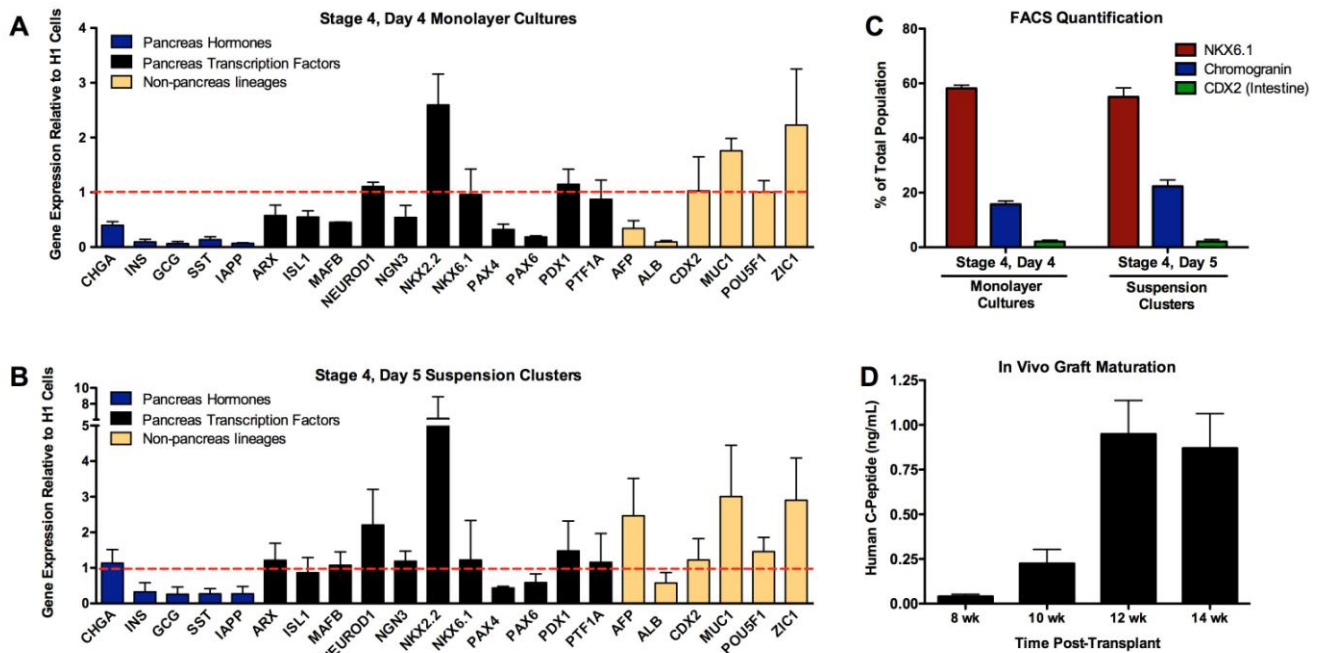 A
Stage 4, Day 4 Monolayer Cultures
Gene Expression Relative to H1 Cells
4
3
2
1
0
Pancreas Hormones
Pancreas Transcription Factors
Non-pancreas lineages
CHGA
INS
GCG
SST
IAPP
ARX
ISL1
MAFB
NEUROD1
NGN3
NKX2.2
NKX6.1
PAX4
PAX6
PDX1
PTF1A
AFP
ALB
CDX2
MUC1
POU5F1
ZIC1
C
FACS Quantification
% of Total Population
80
60
40
20
0
NKX6.1
Chromogranin
CDX2 (Intestine)
Stage 4, Day 4
Stage 4, Day 5
Monolayer
Cultures
Suspension
Clusters
B
Stage 4, Day 5 Suspension Clusters
Gene Expression Relative to H1 Cells
10
8
5
4
3
2
1
0
Pancreas Hormones
Pancreas Transcription Factors
Non-pancreas lineages
CHGA
INS
GCG
SST
IAPP
ARX
ISL1
MAFB
NEUROD1
NGN3
NKX2.2
NKX6.1
PAX4
PAX6
PDX1
PTF1A
AFP
ALB
CDX2
MUC1
POU5F1
ZIC1
D
In Vivo Graft Maturation
Human C-Peptide (ng/mL)
1.25
1.00
0.75
0.50
0.25
0.00
8 wk
10 wk
12 wk
14 wk
Time Post-Transplant